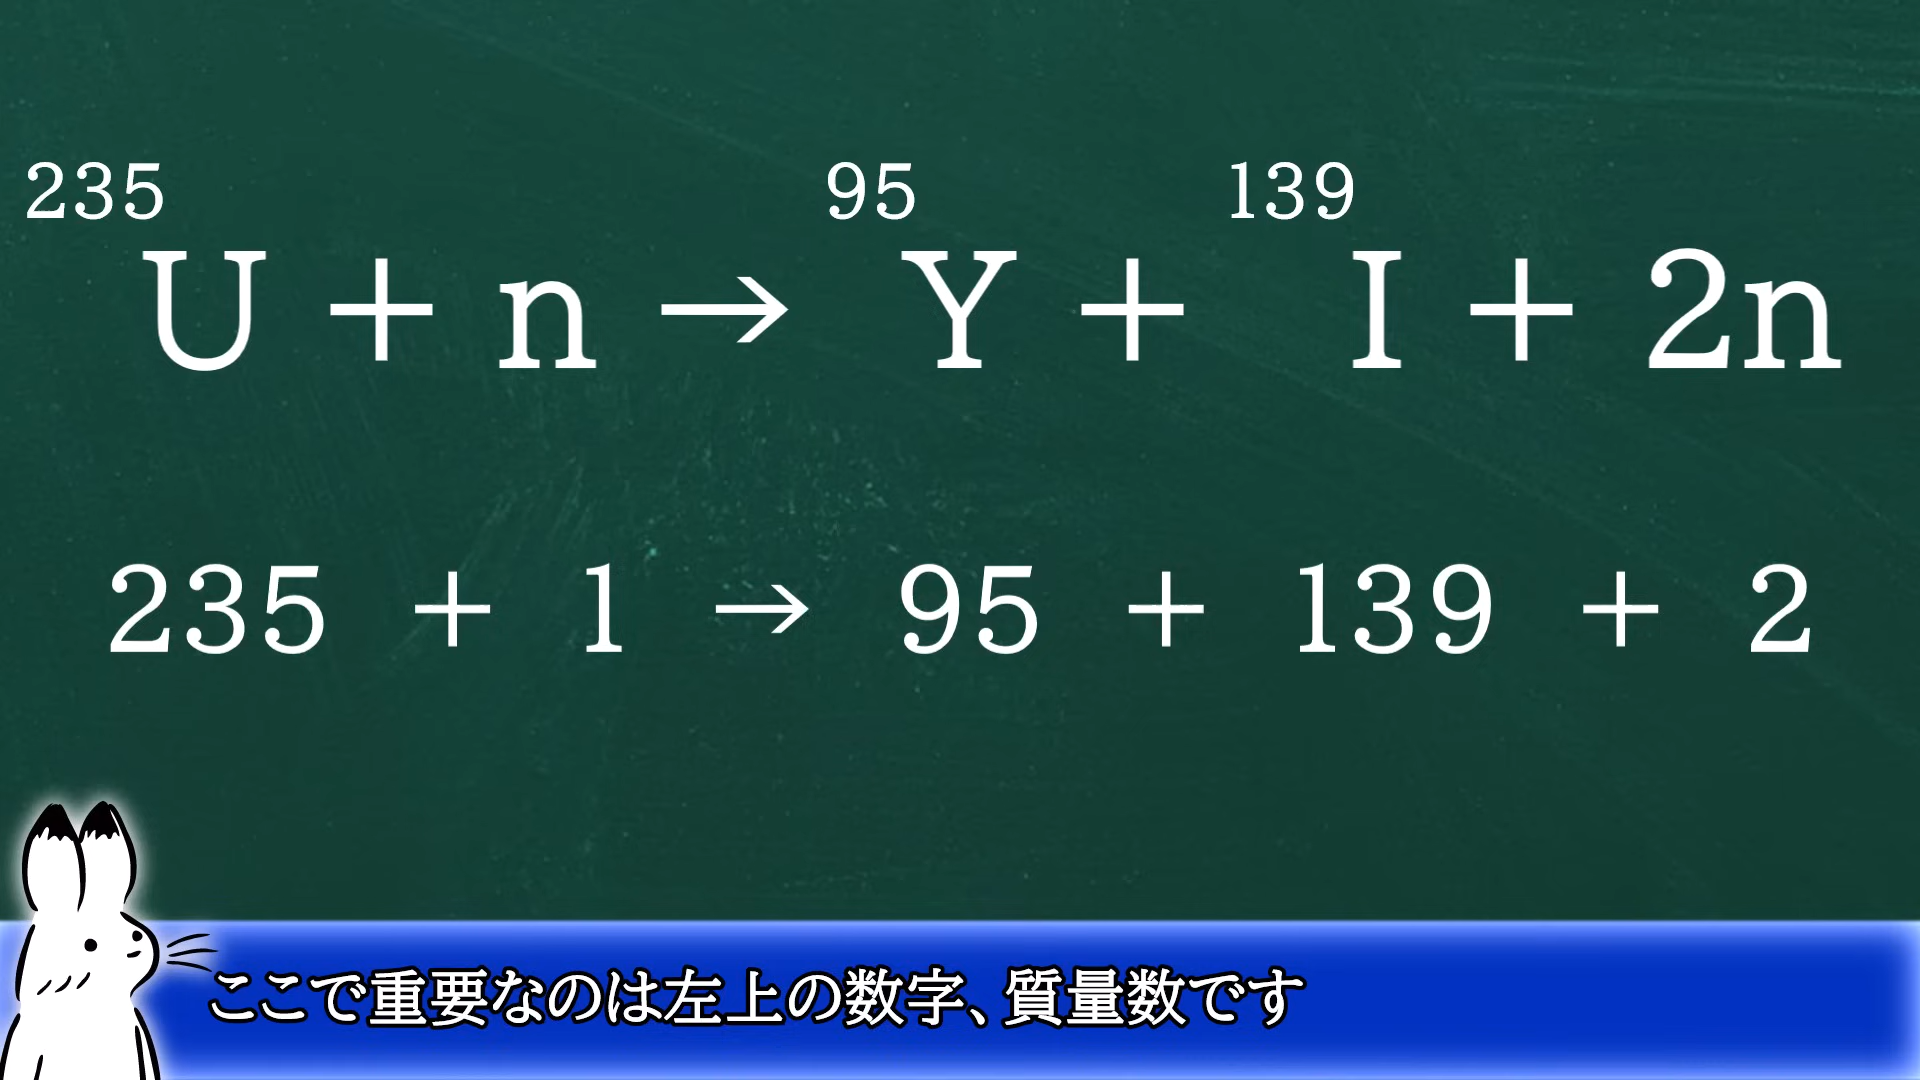 235 95 139
U + n → Y + I + 2n
235 + 1 → 95 + 139 + 2
ここで重要なのは左上の数字、質量数です